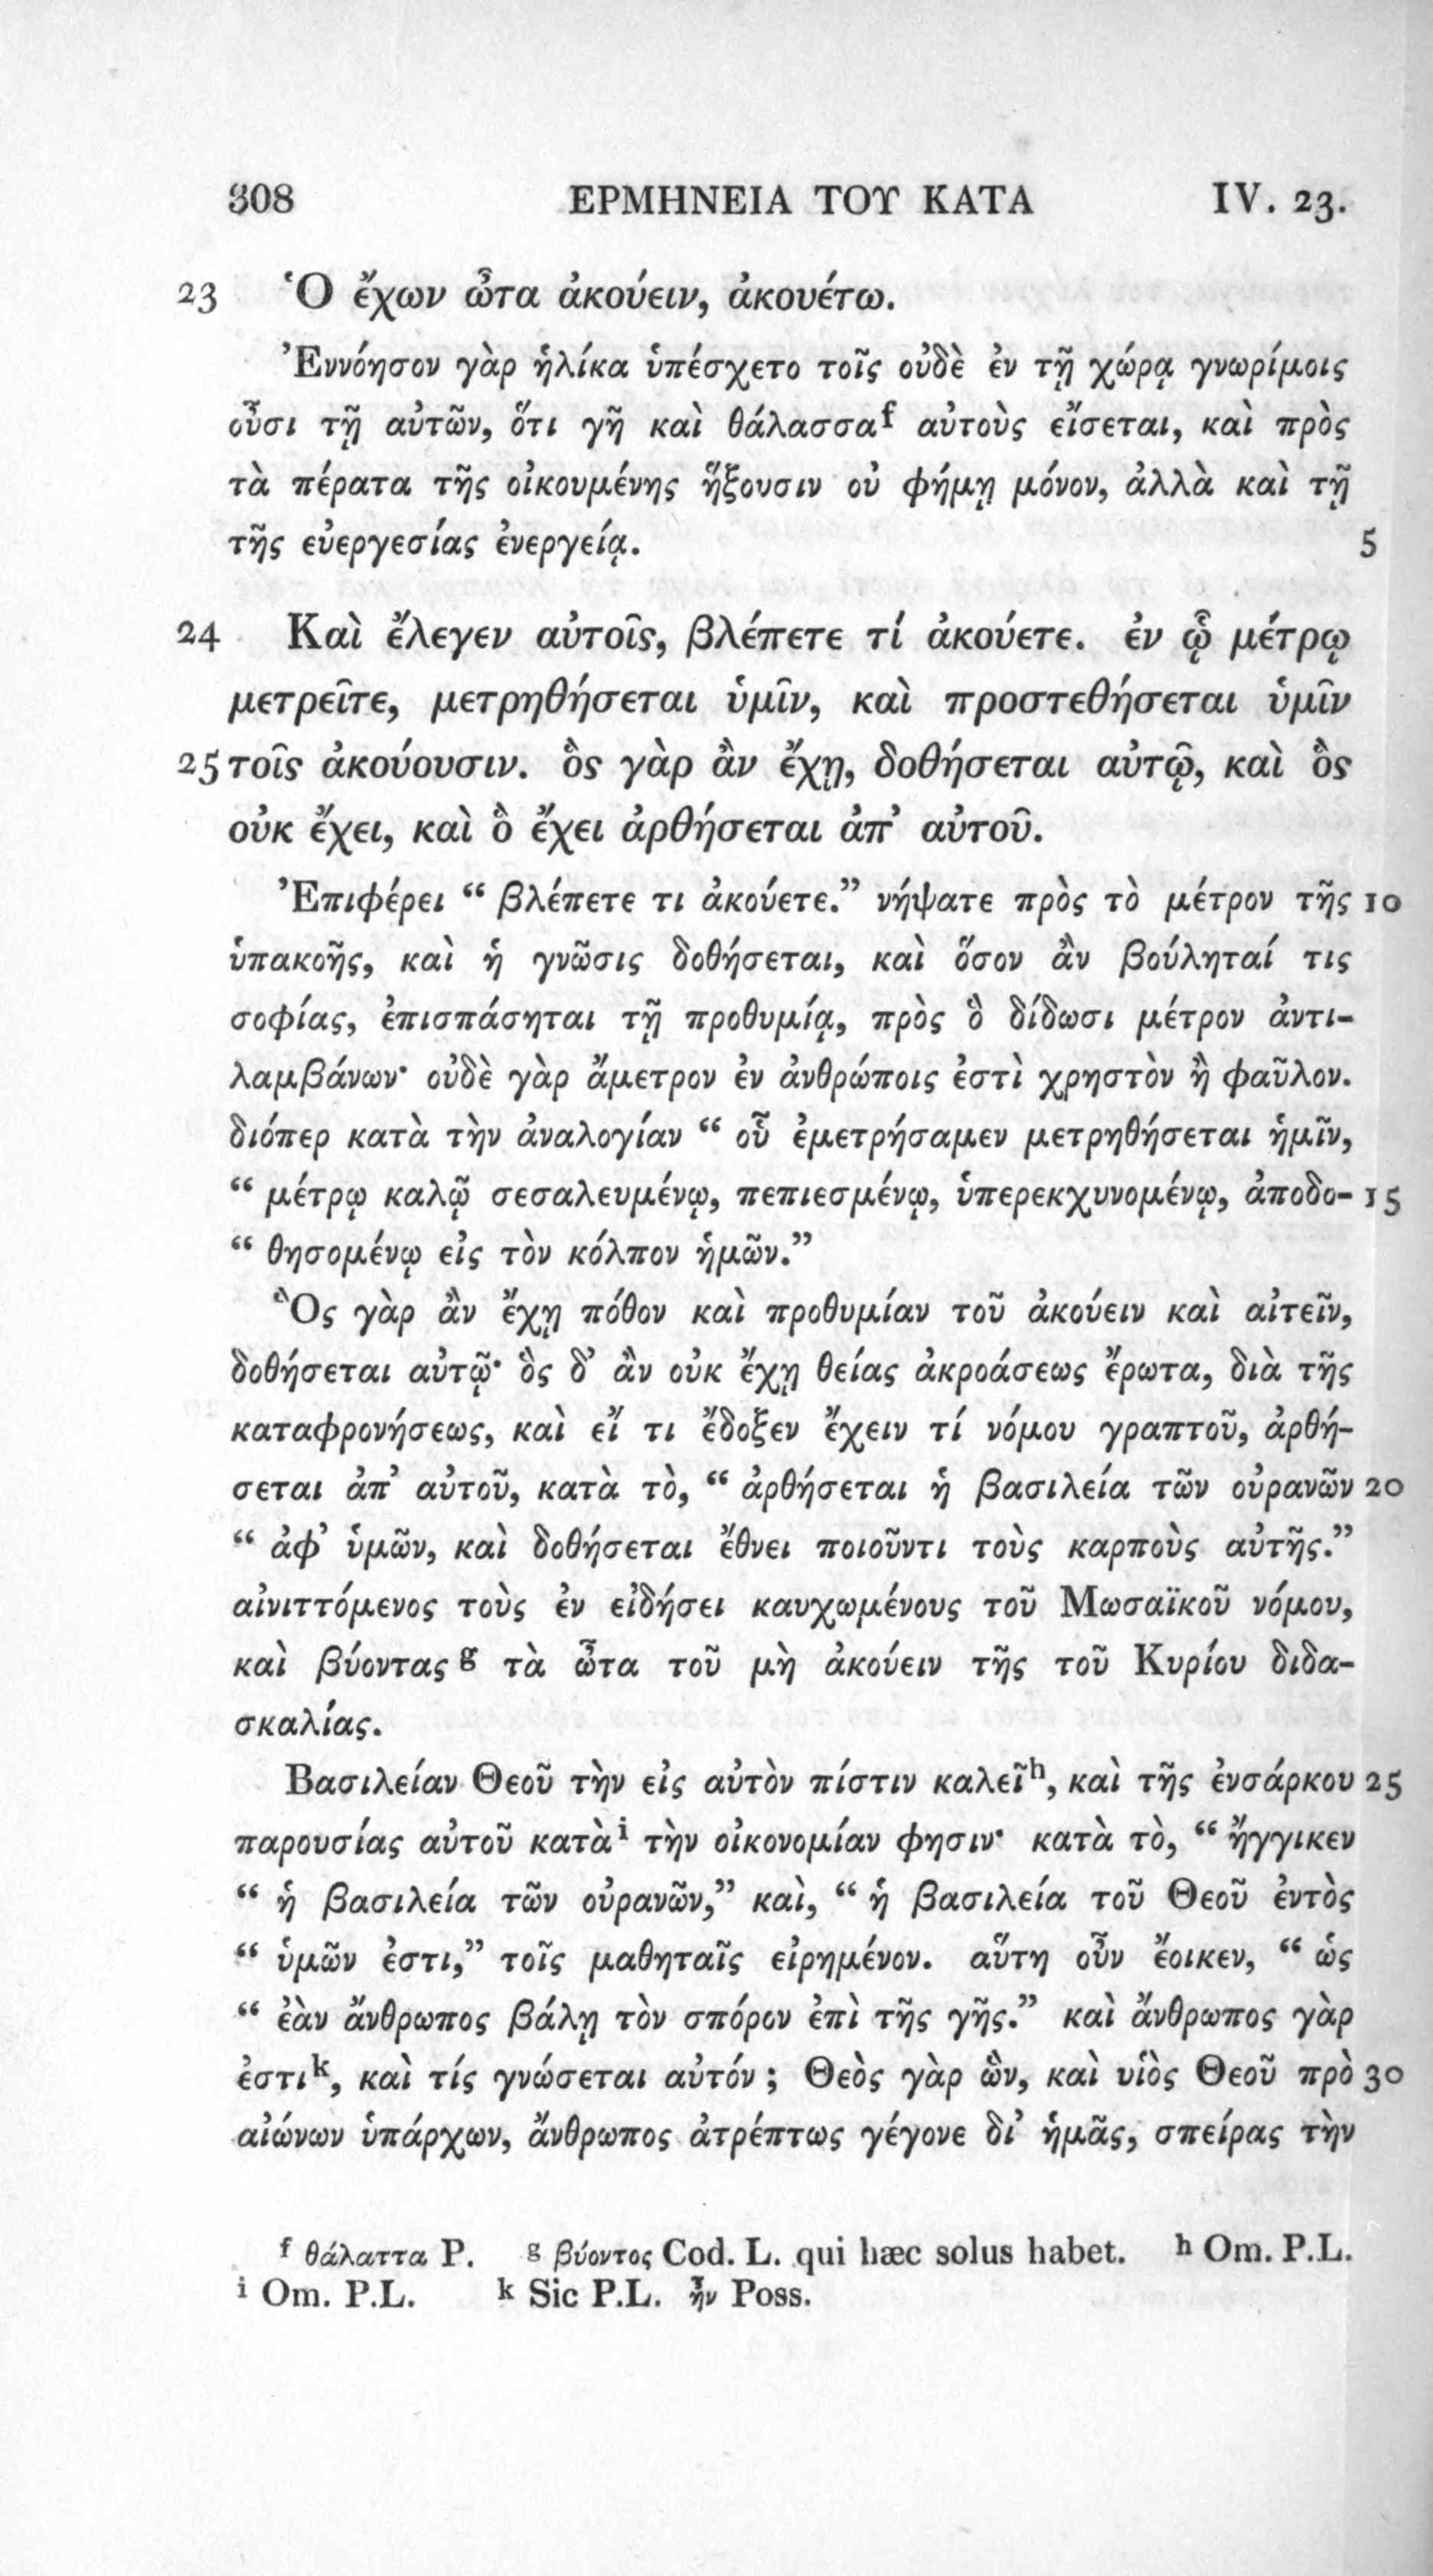 308 ΕΡΜΗΝΕΙΑ ΤΟΥ ΚΑΤΑ IV. 23.
23 Ὁ ἔχων ὦτα ἀκούειν, ἀκουέτω.
Ἐννόησον γὰρ ἡλίκα ὑπέσχετο τοῖς οὐδὲ ἐν τῇ χώρᾳ γνωρίμοις
οὖσι τῇ αὐτῶν, ὅτι γῆ καὶ θάλασσα f αὐτοὺς εἴσεται, καὶ πρὸς
τὰ πέρατα τῆς οἰκουμένης ἥξουσιν οὐ φήμῃ μόνον, ἀλλὰ καὶ τῇ
τῆς εὐεργεσίας ἐνεργείᾳ. 5
24 Καὶ ἔλεγεν αὐτοῖς, βλέπετε τί ἀκούετε. ἐν ᾧ μέτρῳ
μετρεῖτε, μετρηθήσεται ὑμῖν, καὶ προστεθήσεται ὑμῖν
25 τοῖς ἀκούουσιν. ὃς γὰρ ἂν ἔχῃ, δοθήσεται αὐτῷ, καὶ ὃς
οὐκ ἔχει, καὶ ὃ ἔχει ἀρθήσεται ἀπ’ αὐτοῦ.
Ἐπιφέρει “ βλέπετε τι ἀκούετε.” νήψατε πρὸς τὸ μέτρον τῆς 10
ὑπακοῆς, καὶ ἡ γνῶσις δοθήσεται, καὶ ὅσον ἂν βούληταί τις
σοφίας, ἐπισπάσηται τῇ προθυμίᾳ, πρὸς ὃ δίδωσι μέτρον ἀντι-
λαμβάνων· οὐδὲ γὰρ ἄμετρον ἐν ἀνθρώποις ἐστὶ χρηστὸν ἢ φαῦλον.
διόπερ κατὰ τὴν ἀναλογίαν “ οὗ ἐμετρήσαμεν μετρηθήσεται ἡμῖν,
“ μέτρῳ καλῷ σεσαλευμένῳ, πεπιεσμένῳ, ὑπερεκχυνομένῳ, ἀποδο- 15
“ θησομένῳ εἰς τὸν κόλπον ἡμῶν.”
Ὃς γὰρ ἂν ἔχῃ πόθον καὶ προθυμίαν τοῦ ἀκούειν καὶ αἰτεῖν,
δοθήσεται αὐτῷ· ὃς δ’ ἂν οὐκ ἔχῃ θείας ἀκροάσεως ἔρωτα, διὰ τῆς
καταφρονήσεως, καὶ εἴ τι ἔδοξεν ἔχειν τί νόμου γραπτοῦ, ἀρθή-
σεται ἀπ’ αὐτοῦ, κατὰ τὸ, “ ἀρθήσεται ἡ βασιλεία τῶν οὐρανῶν 20
“ ἀφ’ ὑμῶν, καὶ δοθήσεται ἔθνει ποιοῦντι τοὺς καρποὺς αὐτῆς.”
αἰνιττόμενος τοὺς ἐν εἰδήσει καυχωμένους τοῦ Μωσαϊκοῦ νόμου,
καὶ βύοντας g τὰ ὦτα τοῦ μὴ ἀκούειν τῆς τοῦ Κυρίου διδα-
σκαλίας.
Βασιλείαν Θεοῦ τὴν εἰς αὐτὸν πίστιν καλεῖ h, καὶ τῆς ἐνσάρκου 25
παρουσίας αὐτοῦ κατὰ i τὴν οἰκονομίαν φησιν· κατὰ τὸ, “ ἤγγικεν
“ ἡ βασιλεία τῶν οὐρανῶν,” καὶ, “ ἡ βασιλεία τοῦ Θεοῦ ἐντὸς
“ ὑμῶν ἐστι,” τοῖς μαθηταῖς εἰρημένον. αὕτη οὖν ἔοικεν, “ ὡς
“ ἐὰν ἄνθρωπος βάλῃ τὸν σπόρον ἐπὶ τῆς γῆς.” καὶ ἄνθρωπος γὰρ
ἐστι k, καὶ τίς γνώσεται αὐτόν ; Θεὸς γὰρ ὢν, καὶ υἱὸς Θεοῦ πρὸ 30
αἰώνων ὑπάρχων, ἄνθρωπος ἀτρέπτως γέγονε δι’ ἡμᾶς, σπείρας τὴν
f θάλαττα P. g βύοντος Cod. L. qui hæc solus habet. h Om. P.L.
i Om. P.L. k Sic P.L. ἦν Poss.